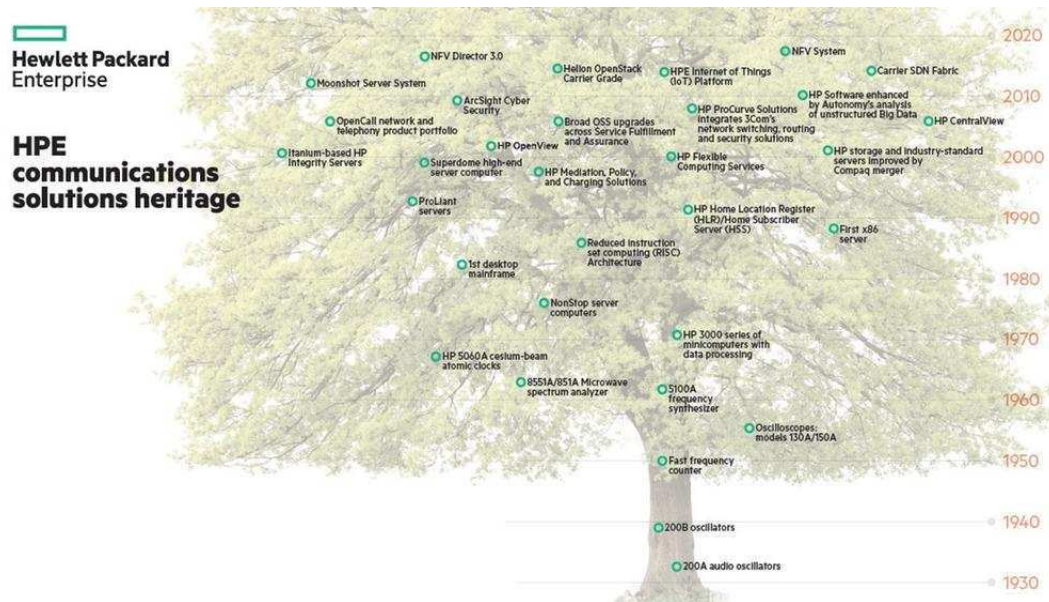 Hewlett Packard
Enterprise
HPE
communications
solutions heritage
2020
NFV Director 3.0
NFV System
Helion OpenStack
Carrier Grade
HPE Internet of Things
(IoT) Platform
Carrier SDN Fabric
Moonshot Server System
2010
ArcSight Cyber
Security
HP Software enhanced
by Autonomy's analysis
of unstructured Big Data
HP ProCurve Solutions
integrates 3Com's
network switching, routing
and security solutions
OpenCall network and
telephony product portfolio
Broad OSS upgrades
across Service Fulfillment
and Assurance
HP CentralView
HP OpenView
Itanium-based HP
Integrity Servers
Superdome high-end
server computer
HP Flexible
Computing Services
HP storage and industry-standard
servers improved by
Compaq merger
2000
HP Mediation, Policy,
and Charging Solutions
ProLiant
servers
HP Home Location Register
(HLR)/Home Subscriber
Server (HSS)
1990
First x86
server
Reduced instruction
set computing (RISC)
Architecture
1st desktop
mainframe
1980
NonStop server
computers
HP 3000 series of
minicomputers with
data processing
1970
HP 5060A cesium-beam
atomic clocks
8551A/851A Microwave
spectrum analyzer
5100A
frequency
synthesizer
1960
Oscilloscopes:
models 130A/150A
Fast frequency
counter
1950
200B oscillators
1940
200A audio oscillators
1930